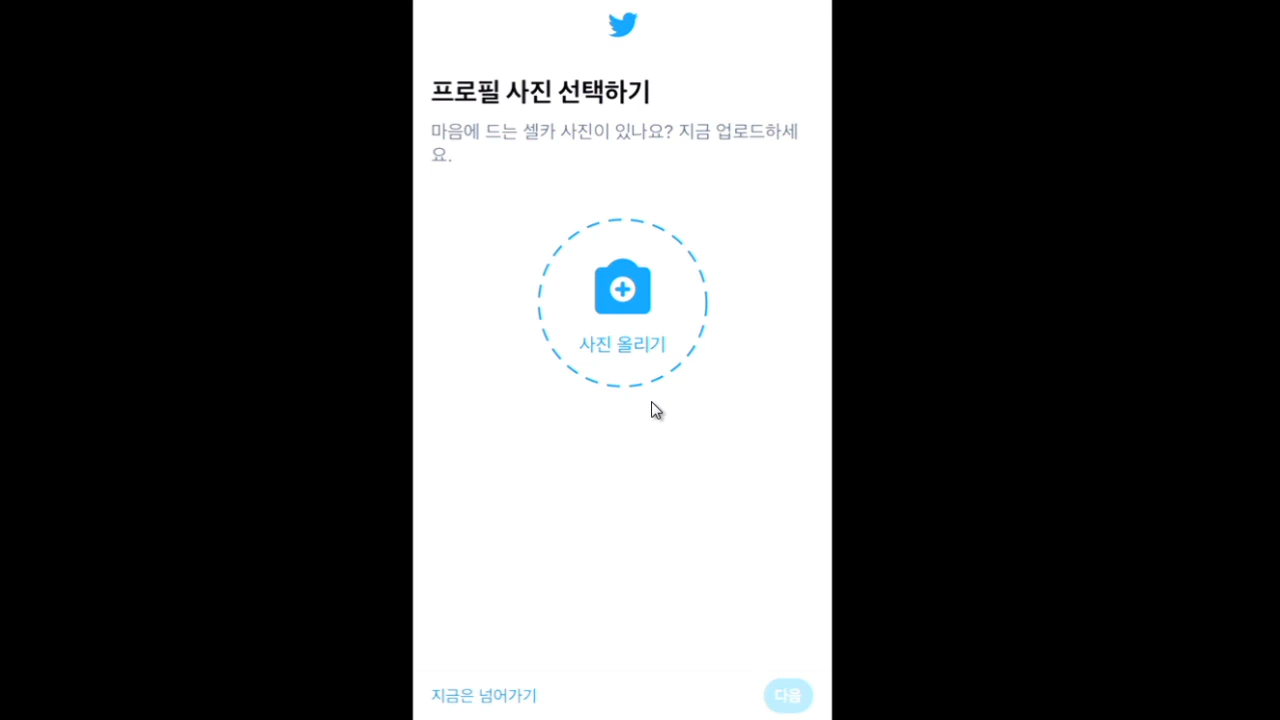 프로필 사진 선택하기
마음에 드는 셀카 사진이 있나요? 지금 업로드하세
요.
사진 올리기
지금은 넘어가기
다음